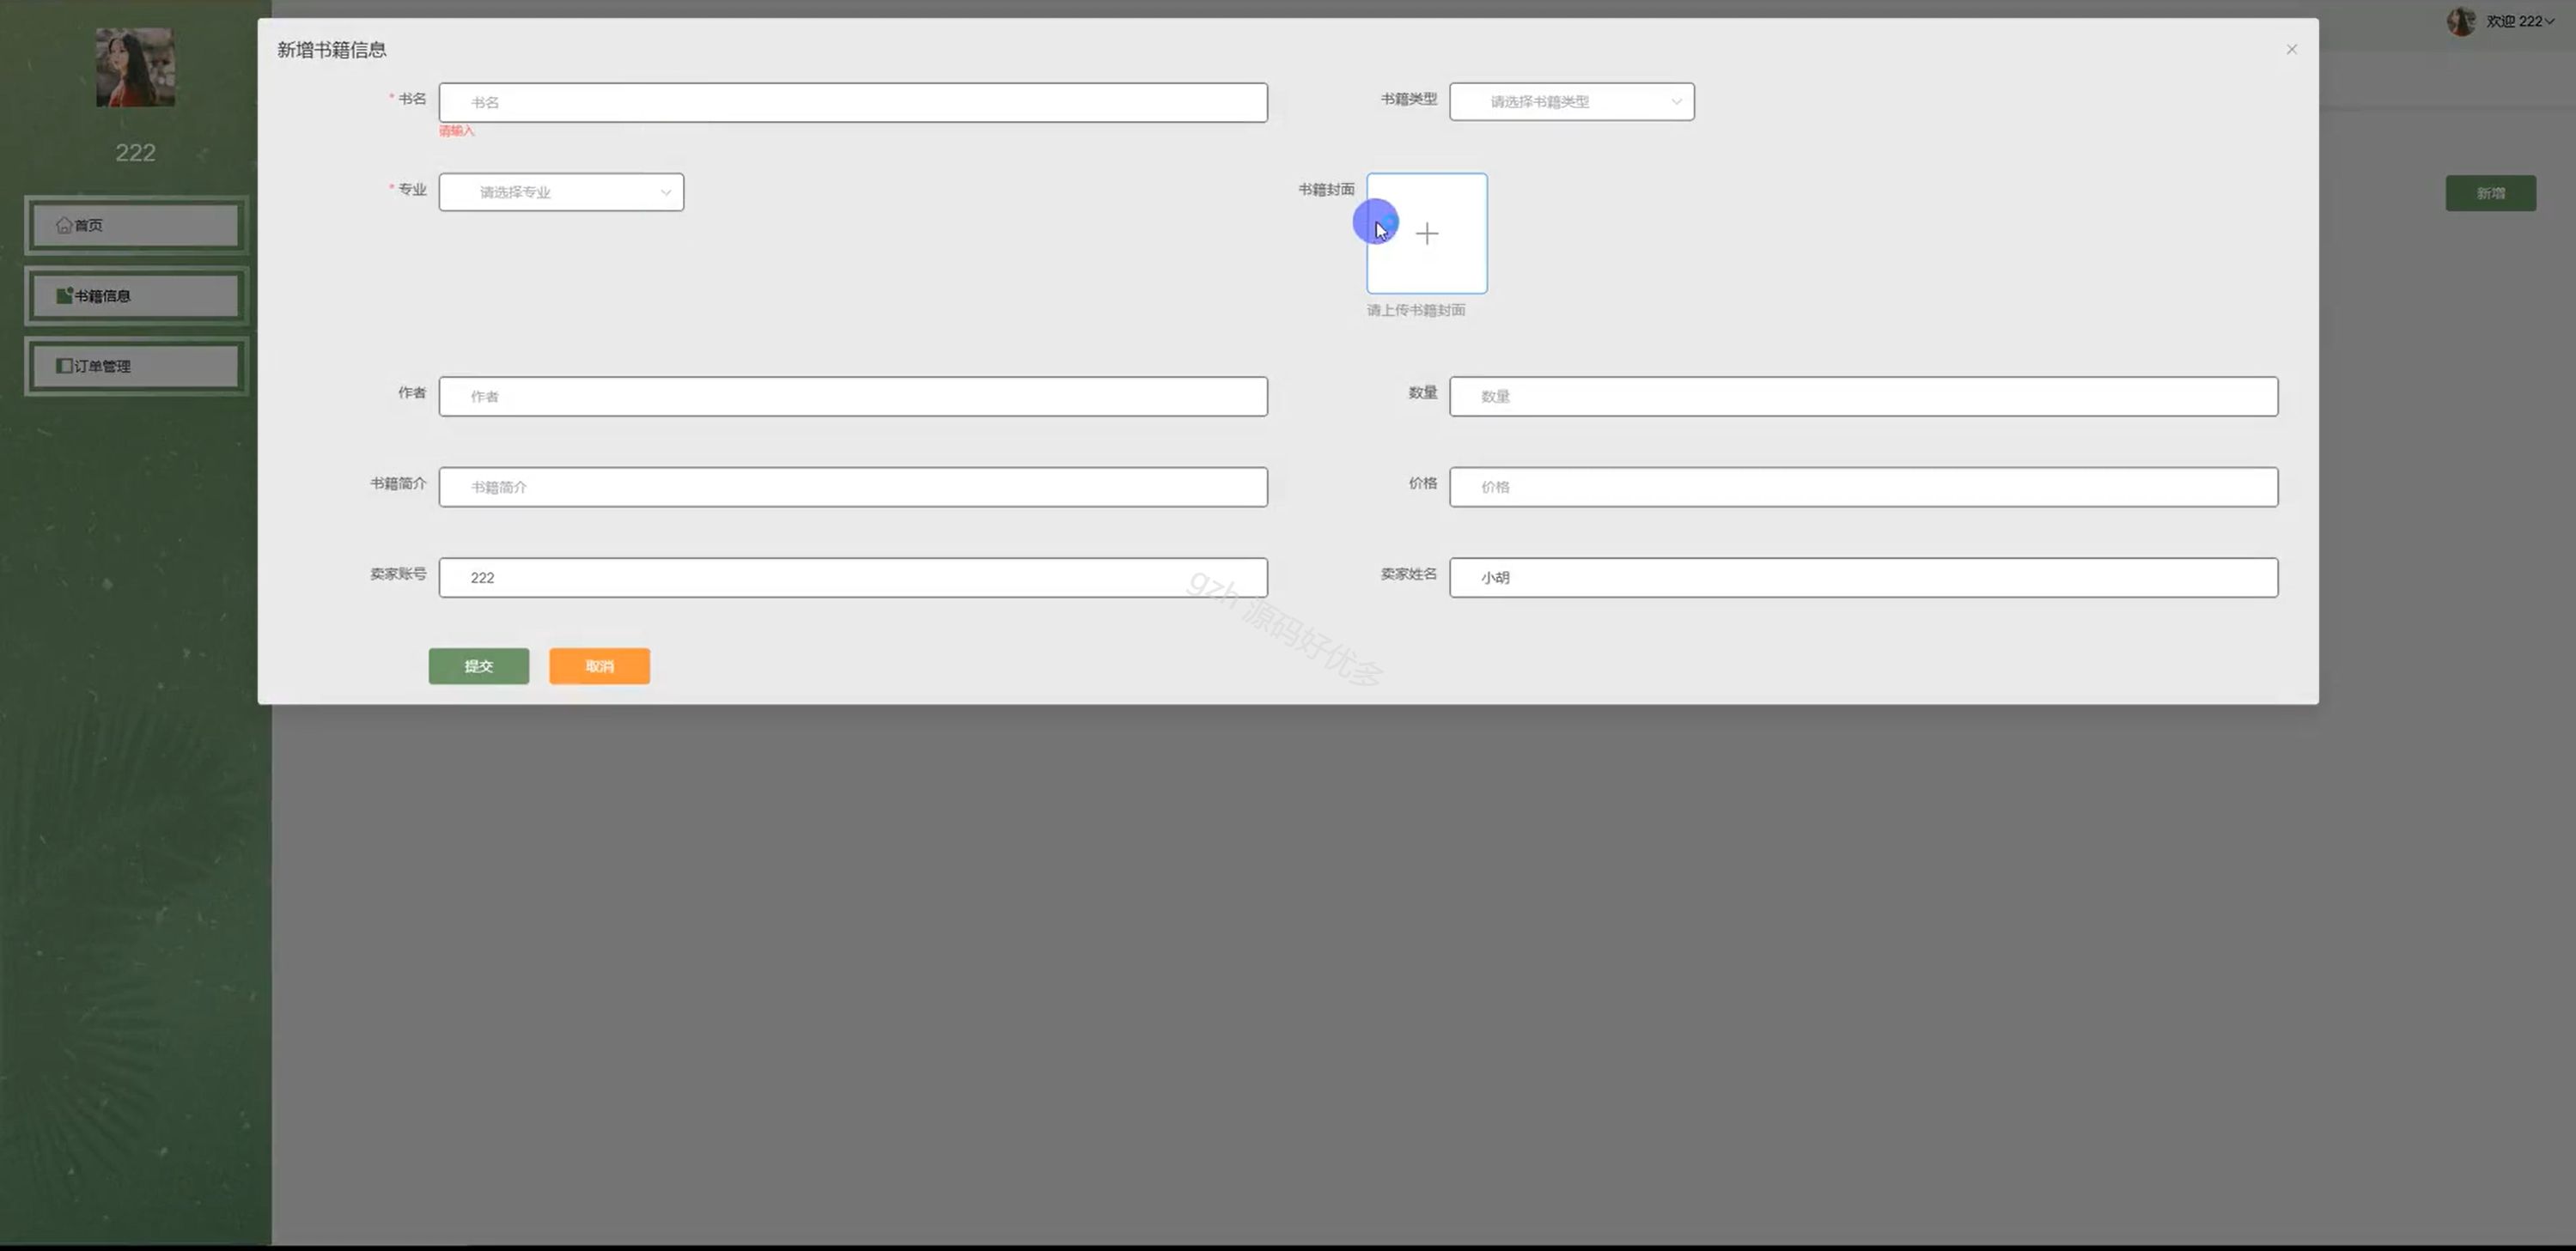 欢迎 222
222
首页
书籍信息
订单管理
新增
新增书籍信息
* 书名
书名
请输入
书籍类型
请选择书籍类型
* 专业
请选择专业
书籍封面
请上传书籍封面
作者
作者
数量
数量
书籍简介
书籍简介
价格
价格
卖家账号
222
卖家姓名
小胡
提交
取消
gzh 源码好优多